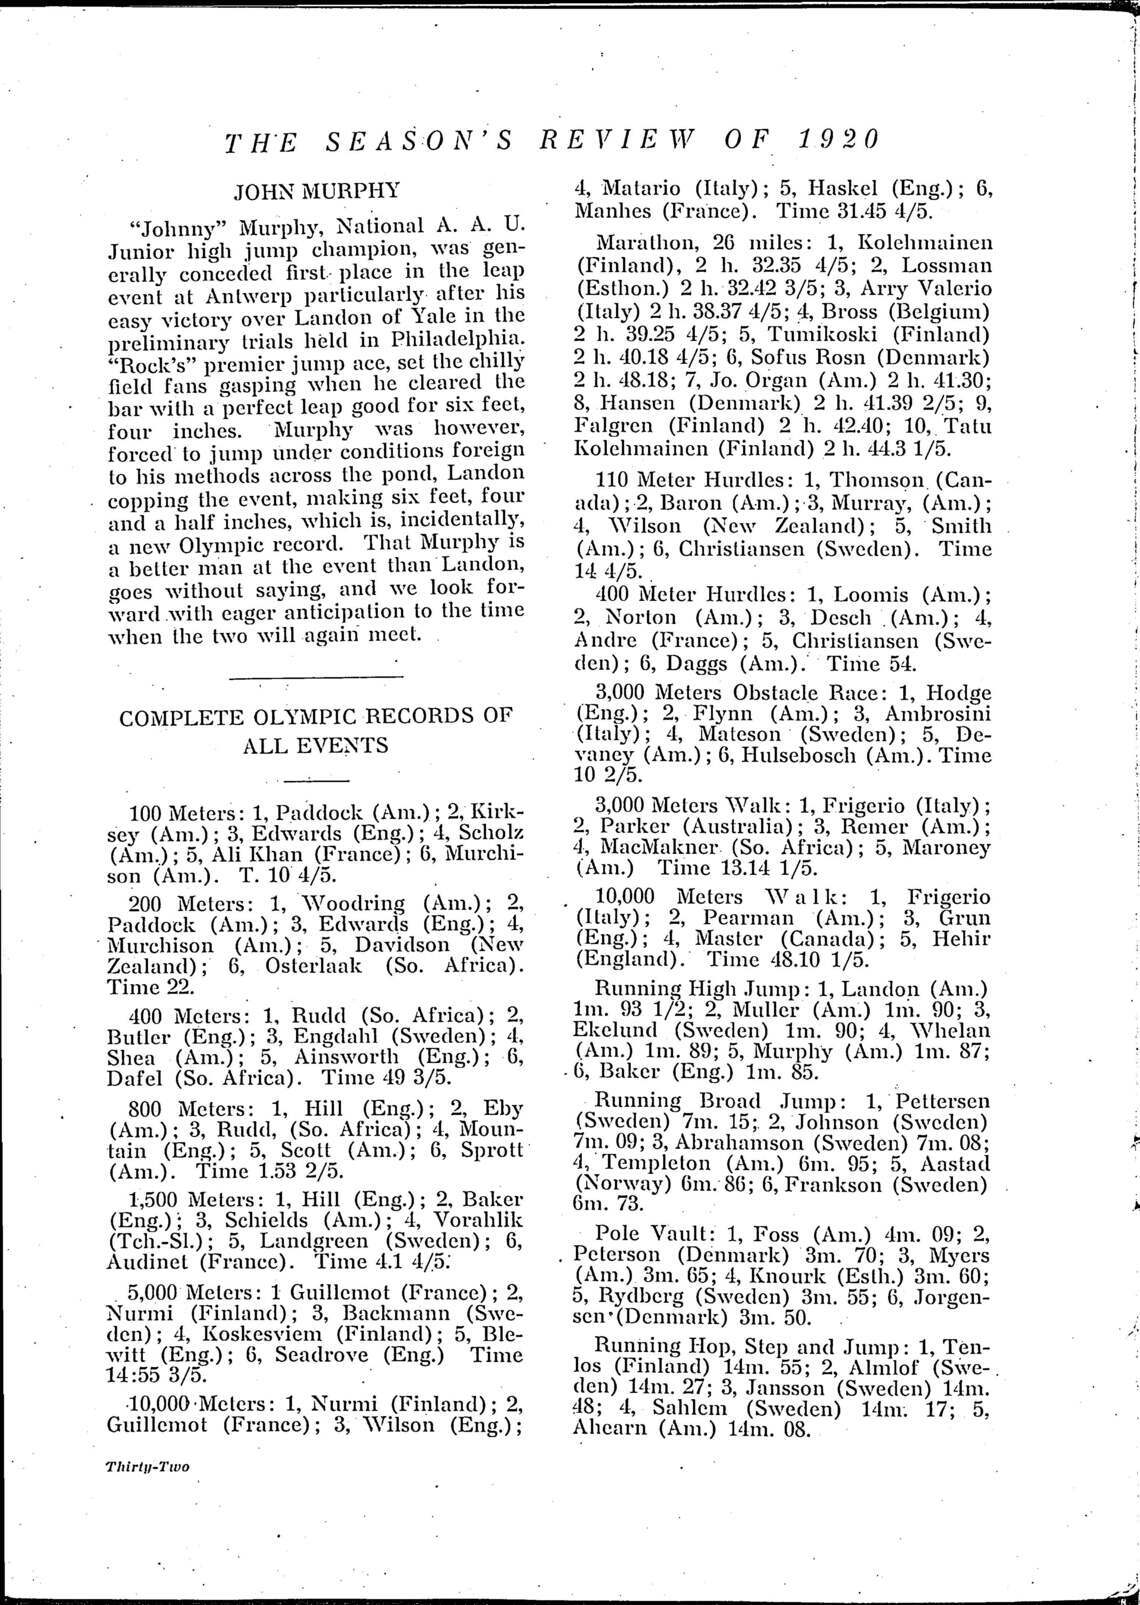 THE SEASON'S REVIEW OF 1920
JOHN MURPHY
“Johnny” Murphy, National A. A. U.
Junior high jump champion, was gen-
erally conceded first place in the leap
event at Antwerp particularly after his
easy victory over Landon of Yale in the
preliminary trials held in Philadelphia.
“Rock's” premier jump ace, set the chilly
field fans gasping when he cleared the
bar with a perfect leap good for six feet,
four inches. Murphy was however,
forced to jump under conditions foreign
to his methods across the pond, Landon
copping the event, making six feet, four
and a half inches, which is, incidentally,
a new Olympic record. That Murphy is
a better man at the event than Landon,
goes without saying, and we look for-
ward with eager anticipation to the time
when the two will again meet.
COMPLETE OLYMPIC RECORDS OF
ALL EVENTS
100 Meters: 1, Paddock (Am.); 2, Kirk-
sey (Am.); 3, Edwards (Eng.); 4, Scholz
(Am.); 5, Ali Khan (France); 6, Murchi-
son (Am.). T. 10 4/5.
200 Meters: 1, Woodring (Am.); 2,
Paddock (Am.); 3, Edwards (Eng.); 4,
Murchison (Am.); 5, Davidson (New
Zealand); 6, Osterlaak (So. Africa).
Time 22.
400 Meters: 1, Rudd (So. Africa); 2,
Butler (Eng.); 3, Engdahl (Sweden); 4,
Shea (Am.); 5, Ainsworth (Eng.); 6,
Dafel (So. Africa). Time 49 3/5.
800 Meters: 1, Hill (Eng.); 2, Eby
(Am.); 3, Rudd, (So. Africa); 4, Moun-
tain (Eng.); 5, Scott (Am.); 6, Sprott
(Am.). Time 1.53 2/5.
1,500 Meters: 1, Hill (Eng.); 2, Baker
(Eng.); 3, Schields (Am.); 4, Vorahlik
(Tch.-Sl.); 5, Landgreen (Sweden); 6,
Audinet (France). Time 4.1 4/5.
5,000 Meters: 1 Guillemot (France); 2,
Nurmi (Finland); 3, Backmann (Swe-
den); 4, Koskesviem (Finland); 5, Ble-
witt (Eng.); 6, Seadrove (Eng.) Time
14:55 3/5.
10,000 Meters: 1, Nurmi (Finland); 2,
Guillemot (France); 3, Wilson (Eng.);
Thirty-Two
4, Matario (Italy); 5, Haskel (Eng.); 6,
Manhes (France). Time 31.45 4/5.
Marathon, 26 miles: 1, Kolehmainen
(Finland), 2 h. 32.35 4/5; 2, Lossman
(Esthon.) 2 h. 32.42 3/5; 3, Arry Valerio
(Italy) 2 h. 38.37 4/5; 4, Bross (Belgium)
2 h. 39.25 4/5; 5, Tumikoski (Finland)
2 h. 40.18 4/5; 6, Sofus Rosn (Denmark)
2 h. 48.18; 7, Jo. Organ (Am.) 2 h. 41.30;
8, Hansen (Denmark) 2 h. 41.39 2/5; 9,
Falgren (Finland) 2 h. 42.40; 10, Tatu
Kolehmainen (Finland) 2 h. 44.3 1/5.
110 Meter Hurdles: 1, Thomson (Can-
ada); 2, Baron (Am.); 3, Murray, (Am.);
4, Wilson (New Zealand); 5, Smith
(Am.); 6, Christiansen (Sweden). Time
14 4/5.
400 Meter Hurdles: 1, Loomis (Am.);
2, Norton (Am.); 3, Desch (Am.); 4,
Andre (France); 5, Christiansen (Swe-
den); 6, Daggs (Am.). Time 54.
3,000 Meters Obstacle Race: 1, Hodge
(Eng.); 2, Flynn (Am.); 3, Ambrosini
(Italy); 4, Mateson (Sweden); 5, De-
vaney (Am.); 6, Hulsebosch (Am.). Time
10 2/5.
3,000 Meters Walk: 1, Frigerio (Italy);
2, Parker (Australia); 3, Remer (Am.);
4, MacMakner (So. Africa); 5, Maroney
(Am.) Time 13.14 1/5.
10,000 Meters Walk: 1, Frigerio
(Italy); 2, Pearman (Am.); 3, Grun
(Eng.); 4, Master (Canada); 5, Hehir
(England). Time 48.10 1/5.
Running High Jump: 1, Landon (Am.)
1m. 93 1/2; 2, Muller (Am.) 1m. 90; 3,
Ekelund (Sweden) 1m. 90; 4, Whelan
(Am.) 1m. 89; 5, Murphy (Am.) 1m. 87;
6, Baker (Eng.) 1m. 85.
Running Broad Jump: 1, Pettersen
(Sweden) 7m. 15; 2, Johnson (Sweden)
7m. 09; 3, Abrahamson (Sweden) 7m. 08;
4, Templeton (Am.) 6m. 95; 5, Aastad
(Norway) 6m. 86; 6, Frankson (Sweden)
6m. 73.
Pole Vault: 1, Foss (Am.) 4m. 09; 2,
Peterson (Denmark) 3m. 70; 3, Myers
(Am.) 3m. 65; 4, Knourk (Esth.) 3m. 60;
5, Rydberg (Sweden) 3m. 55; 6, Jorgen-
sen (Denmark) 3m. 50.
Running Hop, Step and Jump: 1, Ten-
los (Finland) 14m. 55; 2, Almlof (Swe-
den) 14m. 27; 3, Jansson (Sweden) 14m.
48; 4, Sahlem (Sweden) 14m. 17; 5,
Ahearn (Am.) 14m. 08.